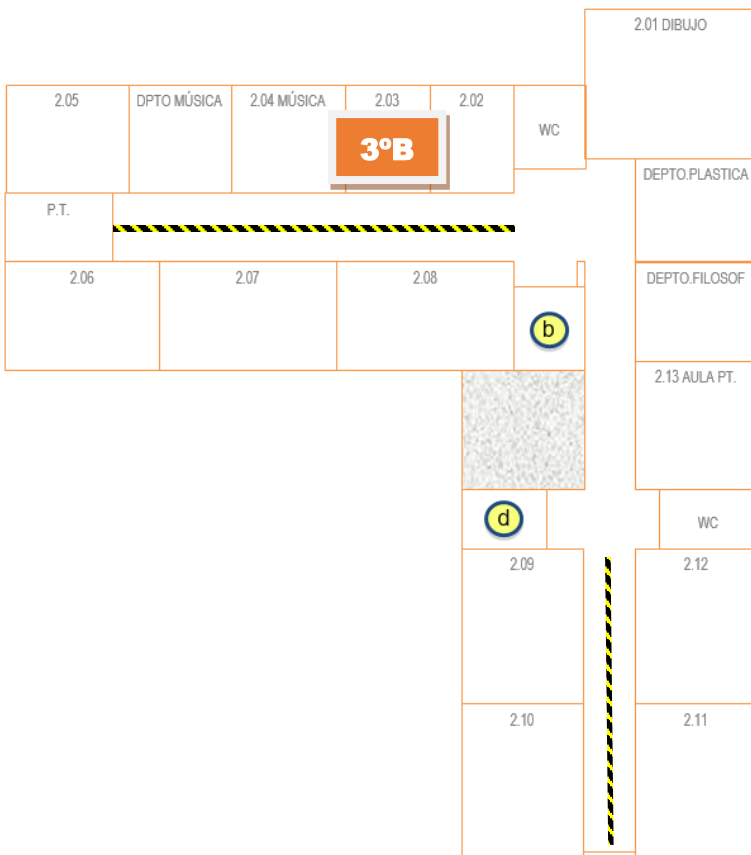 2.01 DIBUJO
2.05
DPTO MÚSICA
2.04 MÚSICA
2.03
2.02
WC
3ºB
DEPTO.PLASTICA
P.T.
2.06
2.07
2.08
DEPTO.FILOSOF
b
2.13 AULA PT.
d
WC
2.09
2.12
2.10
2.11